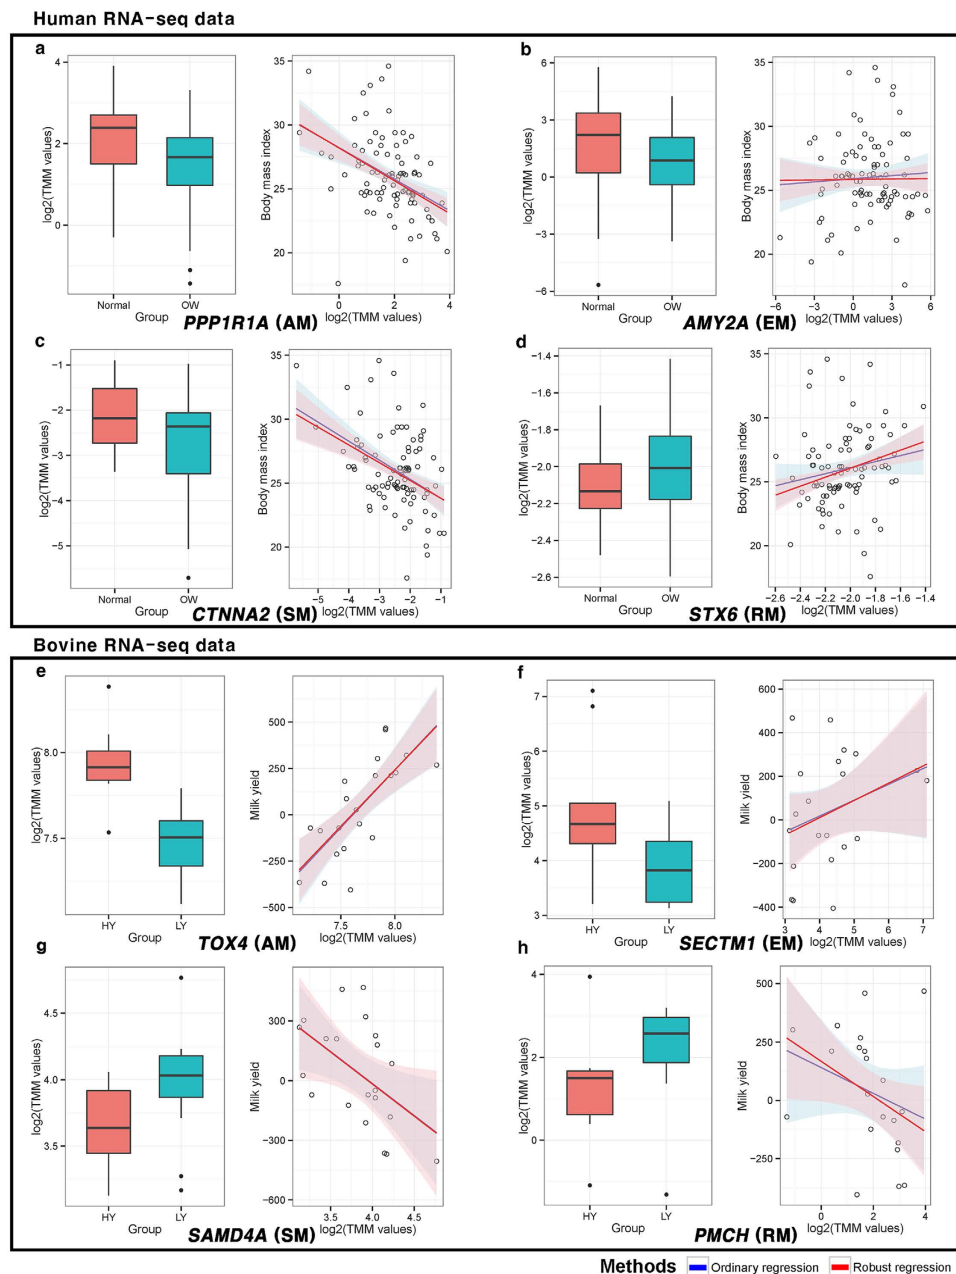 Human RNA-seq data
a
b
log2(TMM values)
4
2
0
Normal
OW
Group
Body mass index
35
30
25
20
0
2
4
log2(TMM values)
PPP1R1A (AM)
log2(TMM values)
6
3
0
−3
−6
Normal
OW
Group
Body mass index
35
30
25
20
−6
−3
0
3
6
log2(TMM values)
AMY2A (EM)
c
d
log2(TMM values)
−1
−2
−3
−4
−5
Normal
OW
Group
Body mass index
35
30
25
20
−5
−4
−3
−2
−1
log2(TMM values)
CTNNA2 (SM)
log2(TMM values)
−1.4
−1.6
−1.8
−2.0
−2.2
−2.4
−2.6
Normal
OW
Group
Body mass index
35
30
25
20
−2.6
−2.4
−2.2
−2.0
−1.8
−1.6
−1.4
log2(TMM values)
STX6 (RM)
Bovine RNA-seq data
e
f
log2(TMM values)
8.0
7.5
HY
LY
Group
Milk yield
500
250
0
−250
−500
7.5
8.0
log2(TMM values)
TOX4 (AM)
log2(TMM values)
7
6
5
4
3
HY
LY
Group
Milk yield
600
400
200
0
−200
−400
3
4
5
6
7
log2(TMM values)
SECTM1 (EM)
g
h
log2(TMM values)
4.5
4.0
3.5
HY
LY
Group
Milk yield
300
0
−300
−600
3.5
4.0
4.5
log2(TMM values)
SAMD4A (SM)
log2(TMM values)
4
2
0
HY
LY
Group
Milk yield
500
250
0
−250
0
2
4
log2(TMM values)
PMCH (RM)
Methods Ordinary regression Robust regression